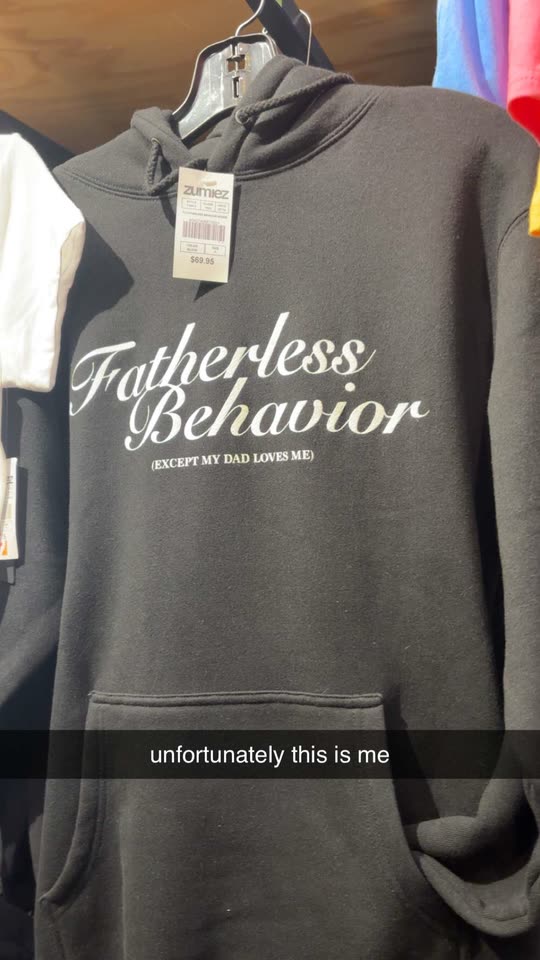 zumiez
$69.95
Fatherless
Behavior
(EXCEPT MY DAD LOVES ME)
unfortunately this is me